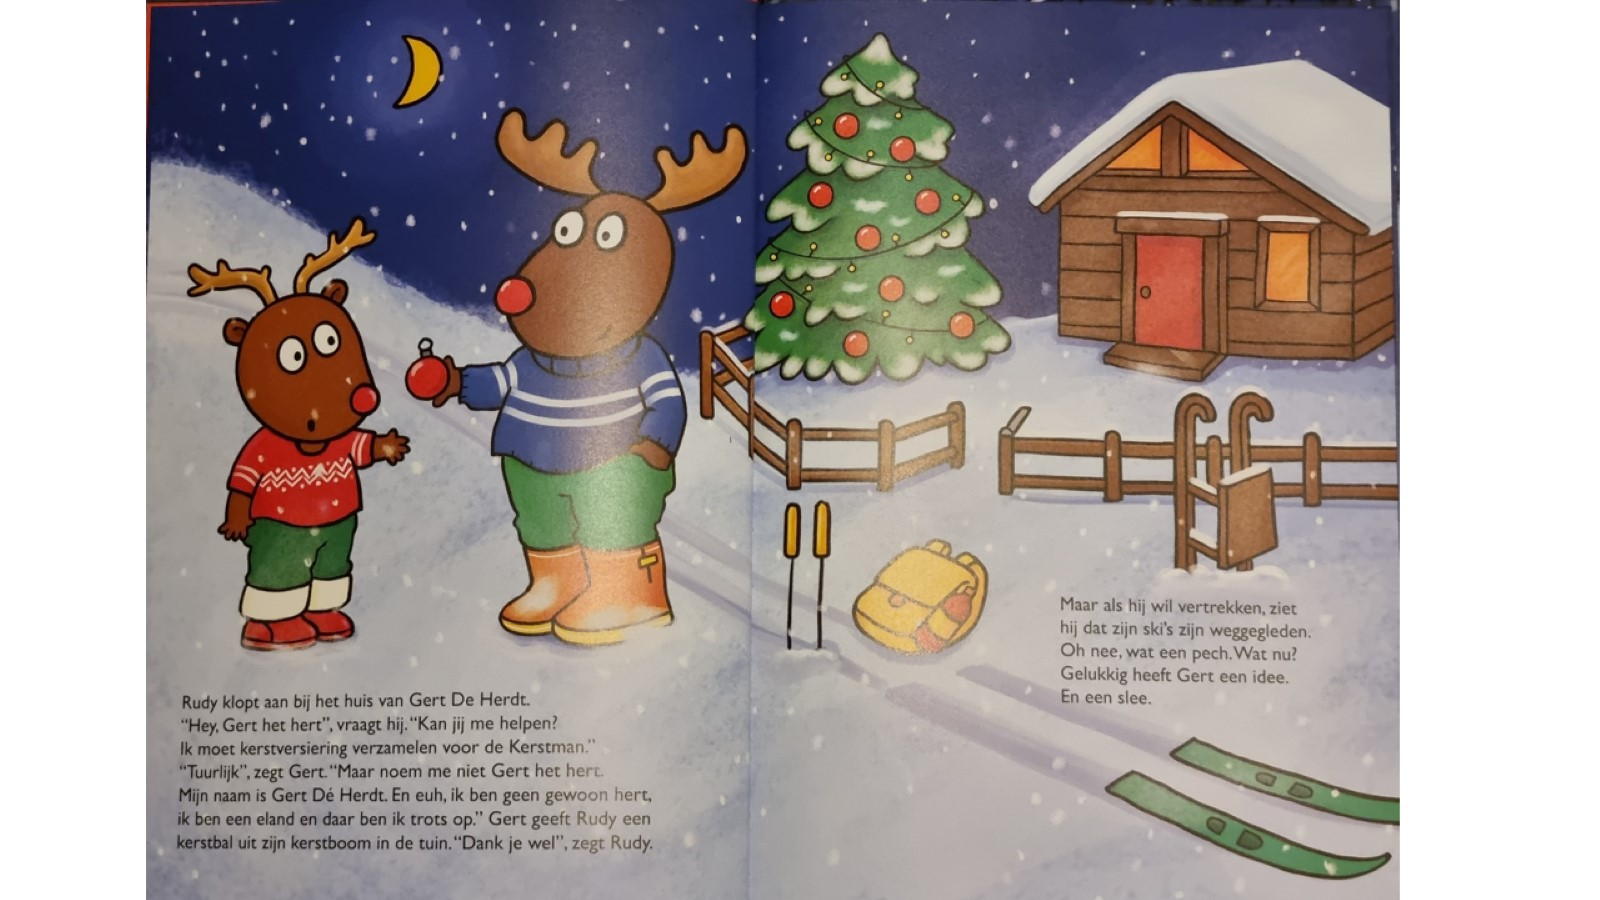 Rudy klopt aan bij het huis van Gert De Herdt.
“Hey, Gert het hert”, vraagt hij. “Kan jij me helpen?
Ik moet kerstversiering verzamelen voor de Kerstman.”
“Tuurlijk”, zegt Gert. “Maar noem me niet Gert het hert.
Mijn naam is Gert Dé Herdt. En euh, ik ben geen gewoon hert,
ik ben een eland en daar ben ik trots op.” Gert geeft Rudy een
kerstbal uit zijn kerstboom in de tuin. “Dank je wel”, zegt Rudy.
Maar als hij wil vertrekken, ziet
hij dat zijn ski’s zijn weggegleden.
Oh nee, wat een pech. Wat nu?
Gelukkig heeft Gert een idee.
En een slee.